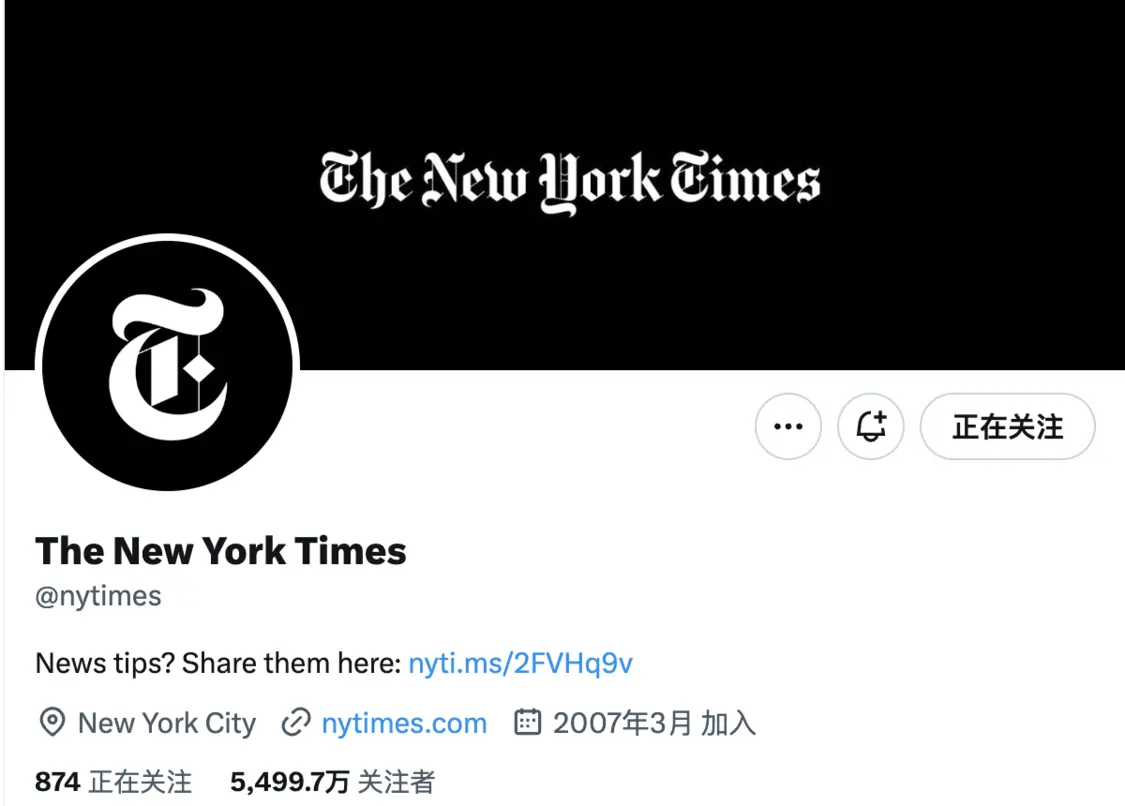 The New York Times
正在关注
The New York Times
@nytimes
News tips? Share them here: nyti.ms/2FVHq9v
New York City nytimes.com 2007年3月 加入
874 正在关注 5,499.7万 关注者